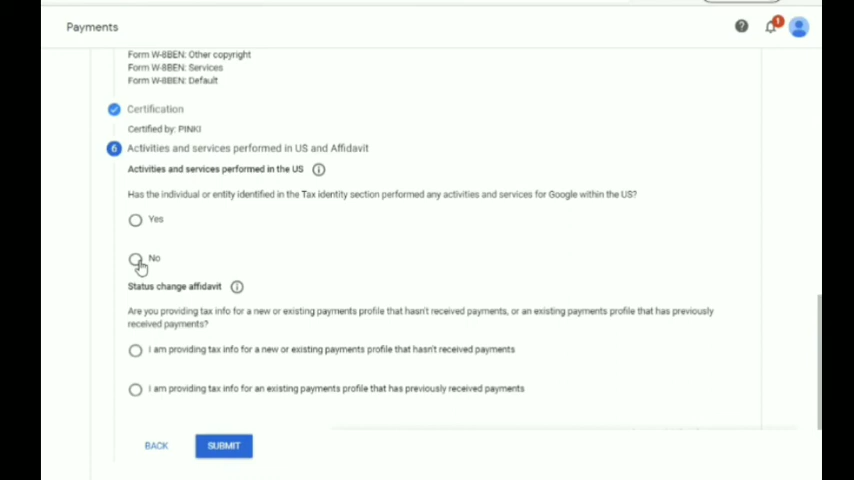 Payments
1
Form W-8BEN: Other copyright
Form W-8BEN: Services
Form W-8BEN: Default
Certification
Certified by: PINKI
6 Activities and services performed in US and Affidavit
Activities and services performed in the US
Has the individual or entity identified in the Tax identity section performed any activities and services for Google within the US?
Yes
No
Status change affidavit
Are you providing tax info for a new or existing payments profile that hasn't received payments, or an existing payments profile that has previously
received payments?
I am providing tax info for a new or existing payments profile that hasn't received payments
I am providing tax info for an existing payments profile that has previously received payments
BACK SUBMIT